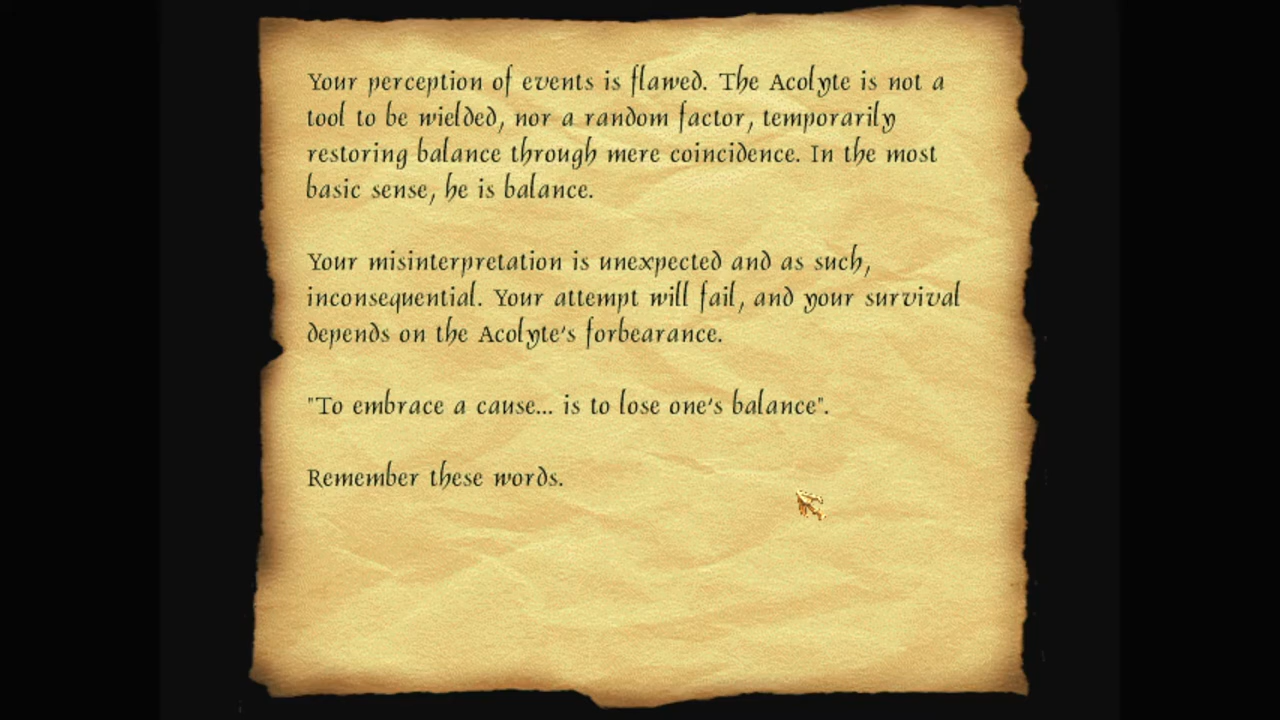 Your perception of events is flawed. The Acolyte is not a
tool to be wielded, nor a random factor, temporarily
restoring balance through mere coincidence. In the most
basic sense, he is balance.
Your misinterpretation is unexpected and as such,
inconsequential. Your attempt will fail, and your survival
depends on the Acolyte's forbearance.
"To embrace a cause... is to lose one's balance".
Remember these words.